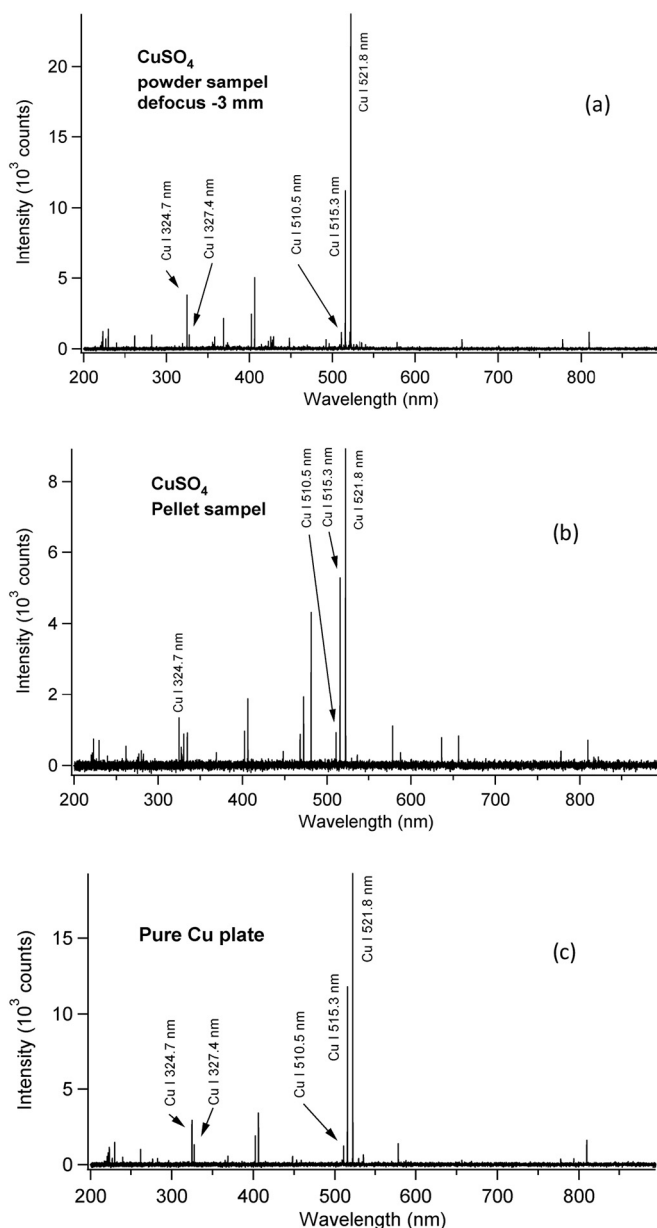 CuSO4
powder sampel
defocus -3 mm
(a)
Cu I 324.7 nm
Cu I 327.4 nm
Cu I 510.5 nm
Cu I 515.3 nm
Cu I 521.8 nm
Intensity (10³ counts)
20
15
10
5
0
200 300 400 500 600 700 800
Wavelength (nm)
CuSO4
Pellet sampel
(b)
Cu I 324.7 nm
Cu I 510.5 nm
Cu I 515.3 nm
Cu I 521.8 nm
Intensity (10³ counts)
8
6
4
2
0
200 300 400 500 600 700 800
Wavelength (nm)
Pure Cu plate
(c)
Cu I 324.7 nm
Cu I 327.4 nm
Cu I 510.5 nm
Cu I 515.3 nm
Cu I 521.8 nm
Intensity (10³ counts)
15
10
5
0
200 300 400 500 600 700 800
Wavelength (nm)